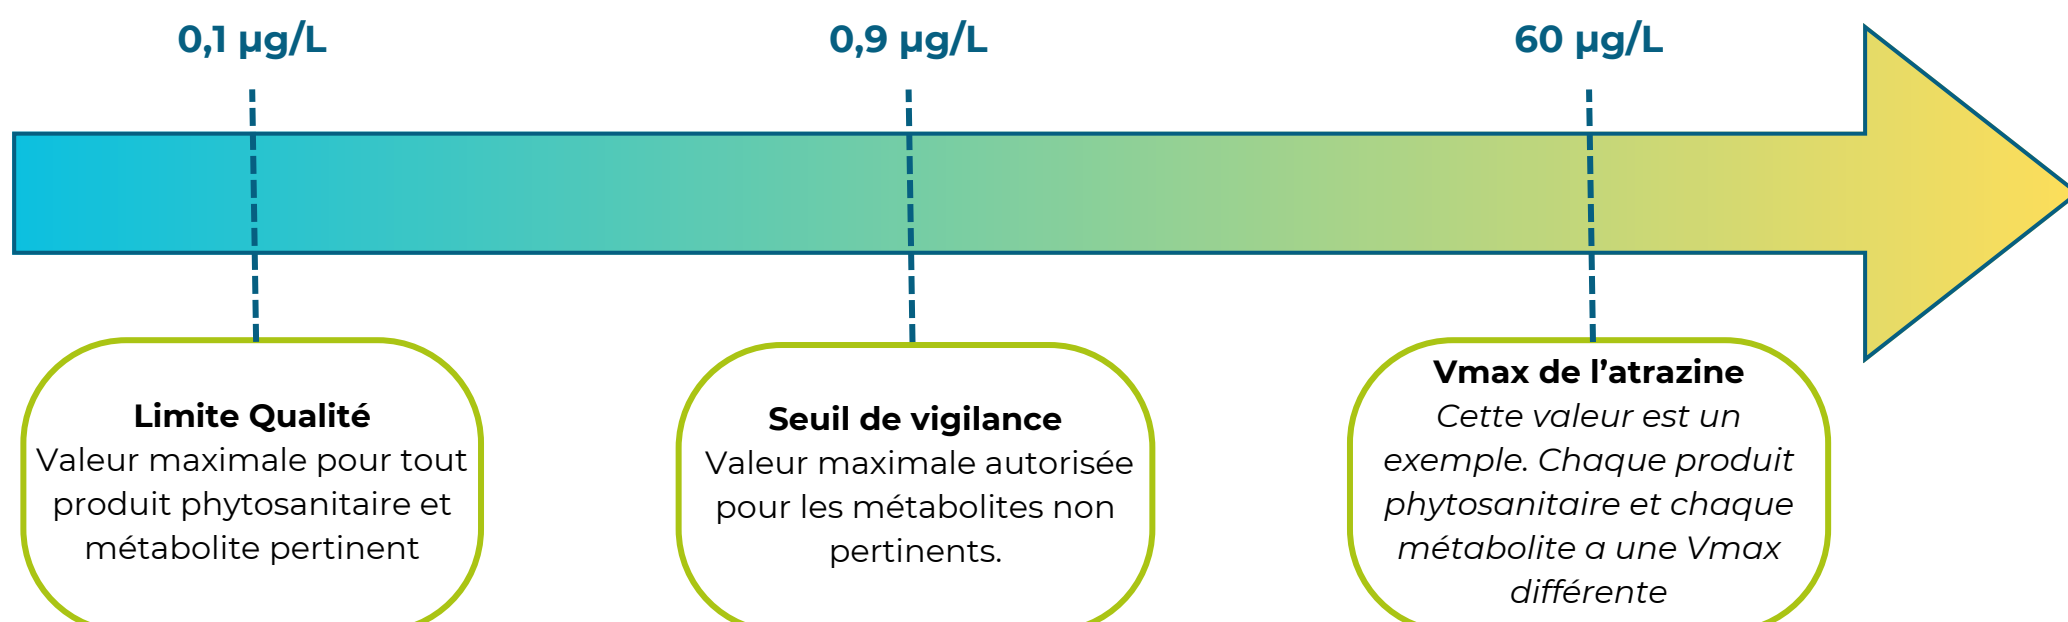 0,1 µg/L
0,9 µg/L
60 µg/L
Limite Qualité
Valeur maximale pour tout
produit phytosanitaire et
métabolite pertinent
Seuil de vigilance
Valeur maximale autorisée
pour les métabolites non
pertinents.
Vmax de l’atrazine
Cette valeur est un
exemple. Chaque produit
phytosanitaire et chaque
métabolite a une Vmax
différente